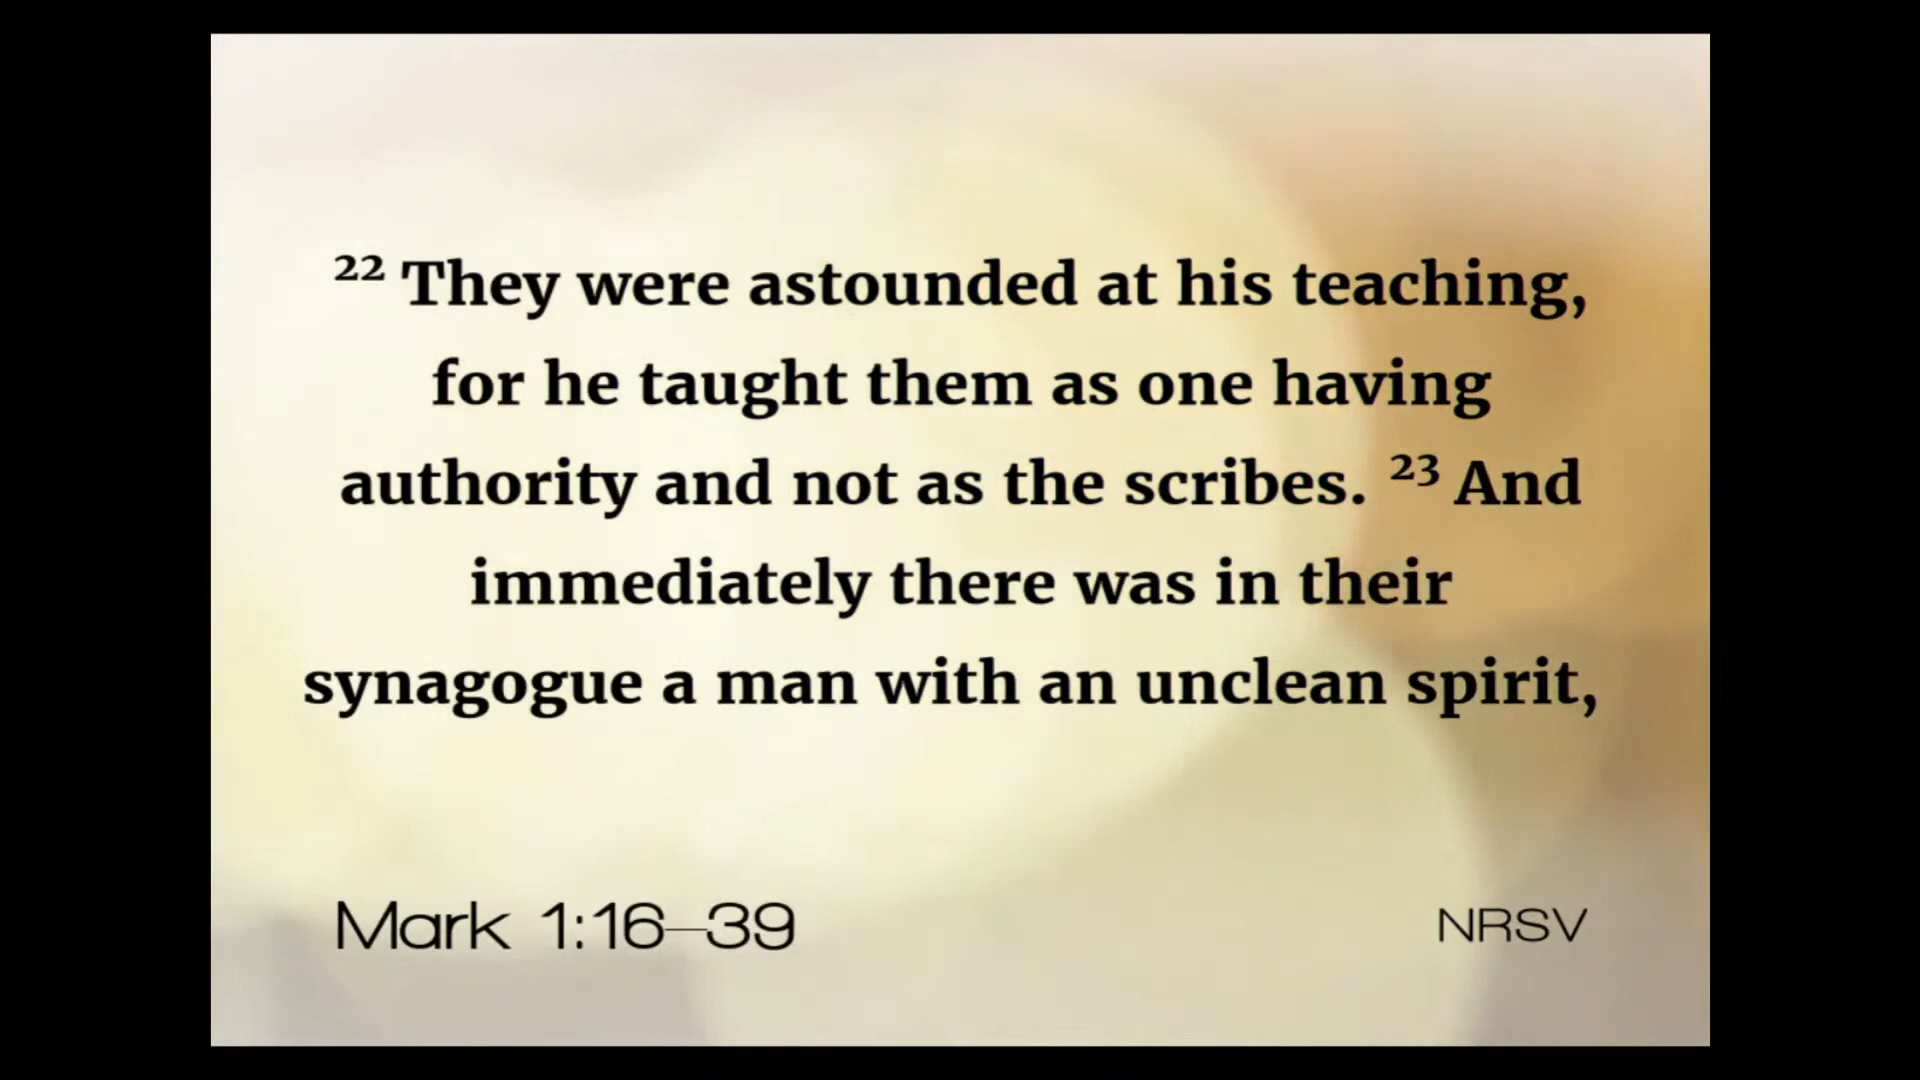 22 They were astounded at his teaching,
for he taught them as one having
authority and not as the scribes. 23 And
immediately there was in their
synagogue a man with an unclean spirit,
Mark 1:16–39
NRSV